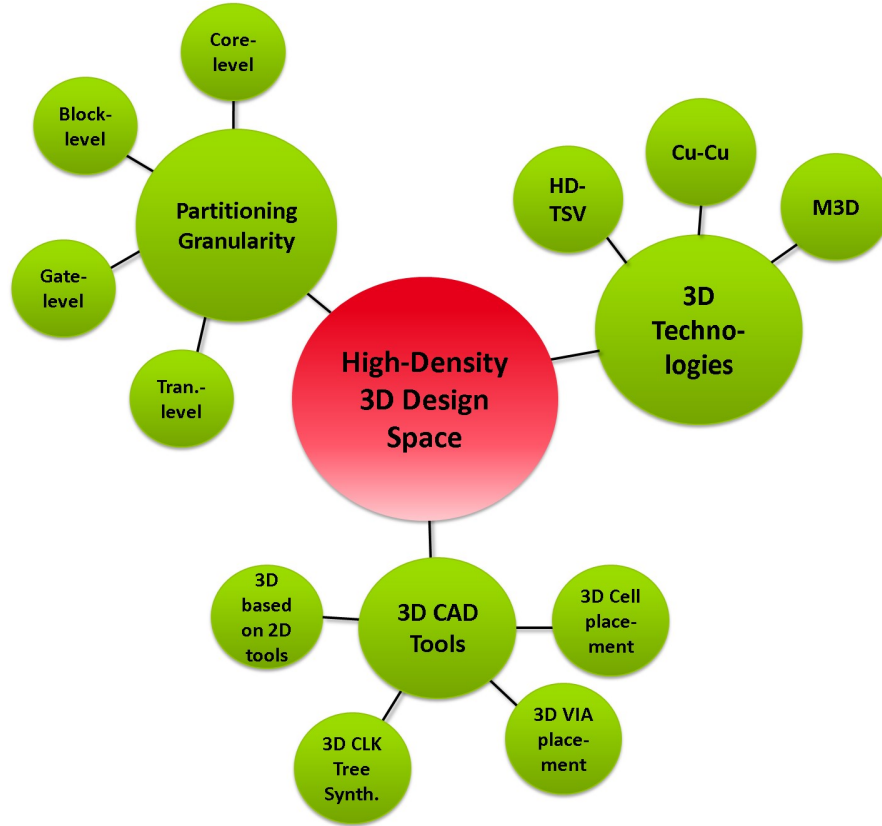 Core-
level
Block-
level
Partitioning
Granularity
Gate-
level
Tran.-
level
HD-
TSV
Cu-Cu
M3D
3D
Techno-
logies
High-Density
3D Design
Space
3D
based
on 2D
tools
3D CAD
Tools
3D Cell
place-
ment
3D CLK
Tree
Synth.
3D VIA
place-
ment